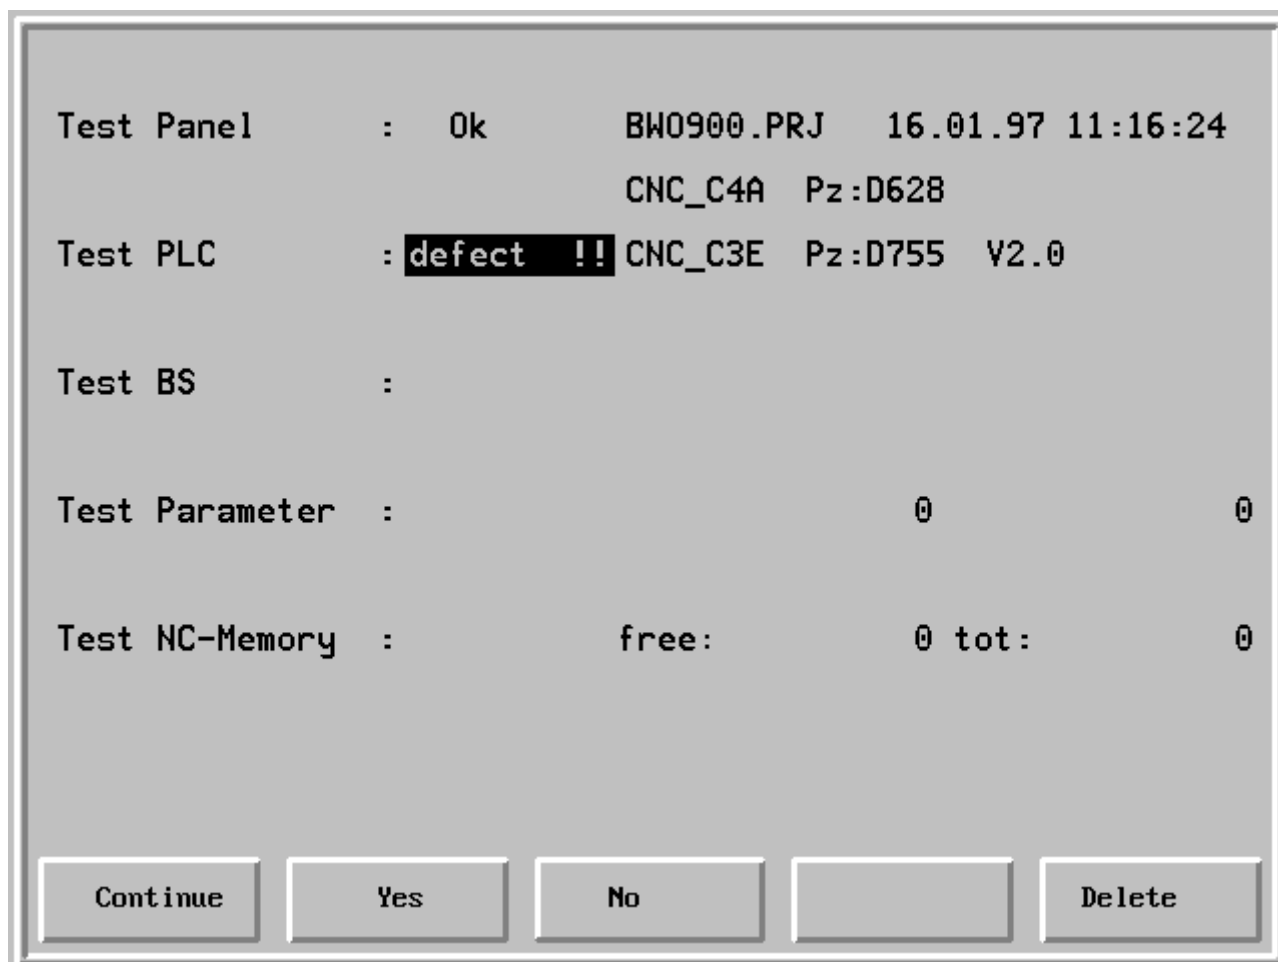 Test Panel : Ok BWO900.PRJ 16.01.97 11:16:24
CNC_C4A Pz:D628
Test PLC : defect !! CNC_C3E Pz:D755 V2.0
Test BS :
Test Parameter : 0 0
Test NC-Memory : free: 0 tot: 0
Continue Yes No Delete